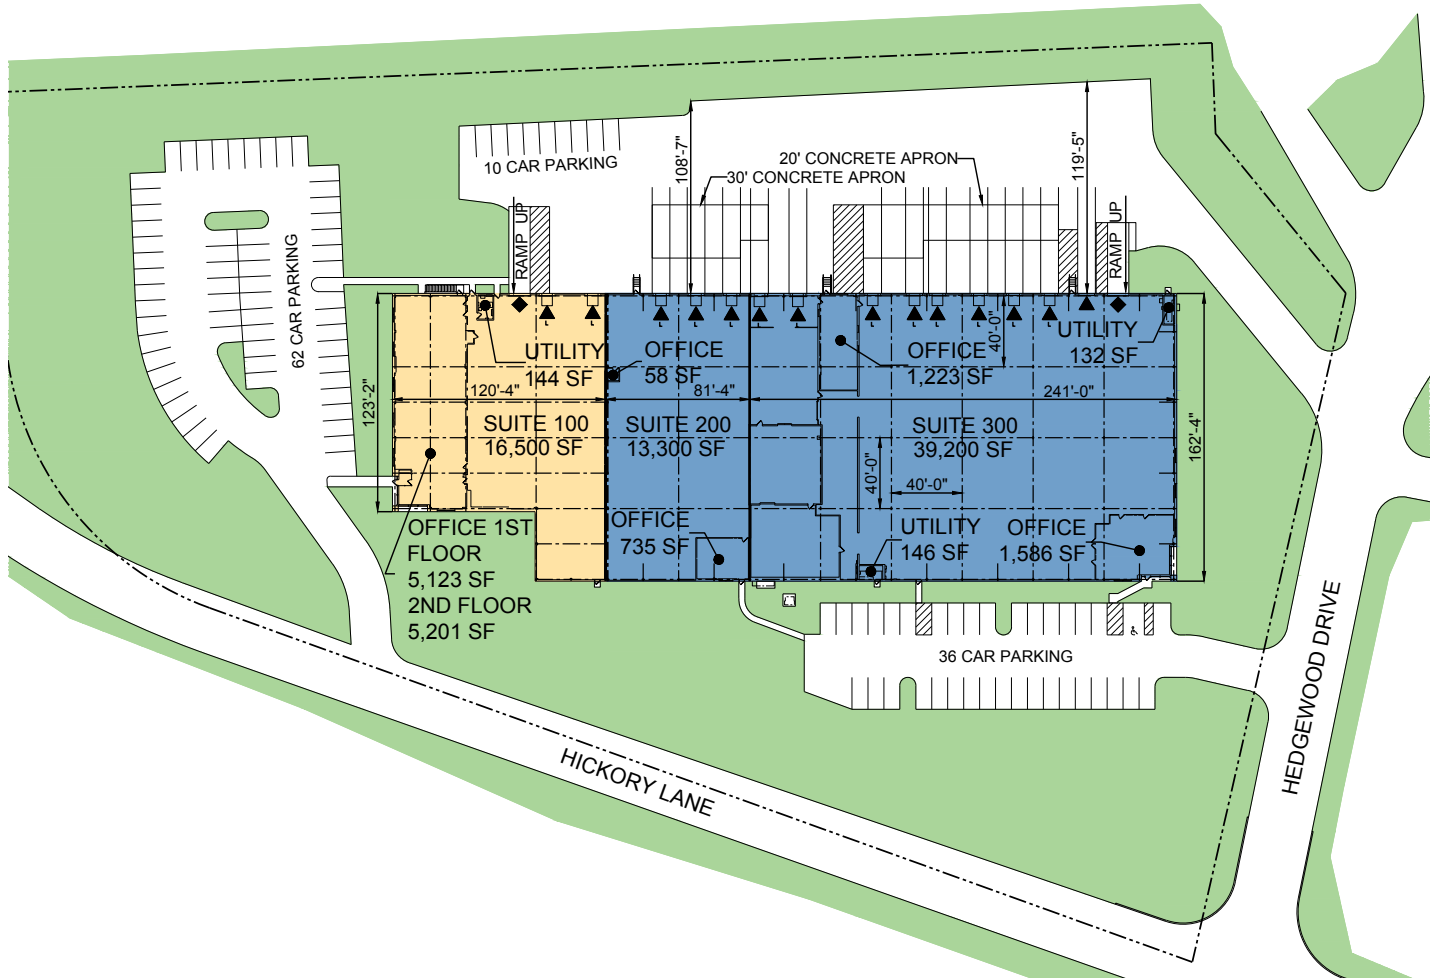 10 CAR PARKING
108'-7"
20' CONCRETE APRON
30' CONCRETE APRON
119'-5"
62 CAR PARKING
RAMP UP
RAMP UP
UTILITY
144 SF
OFFICE
58 SF
OFFICE
1,223 SF
40'-0"
UTILITY
132 SF
123'-2"
120'-4"
81'-4"
241'-0"
162'-4"
SUITE 100
16,500 SF
SUITE 200
13,300 SF
SUITE 300
39,200 SF
40'-0"
40'-0"
OFFICE 1ST
FLOOR
5,123 SF
2ND FLOOR
5,201 SF
OFFICE
735 SF
UTILITY
146 SF
OFFICE
1,586 SF
36 CAR PARKING
HICKORY LANE
HEDGEWOOD DRIVE